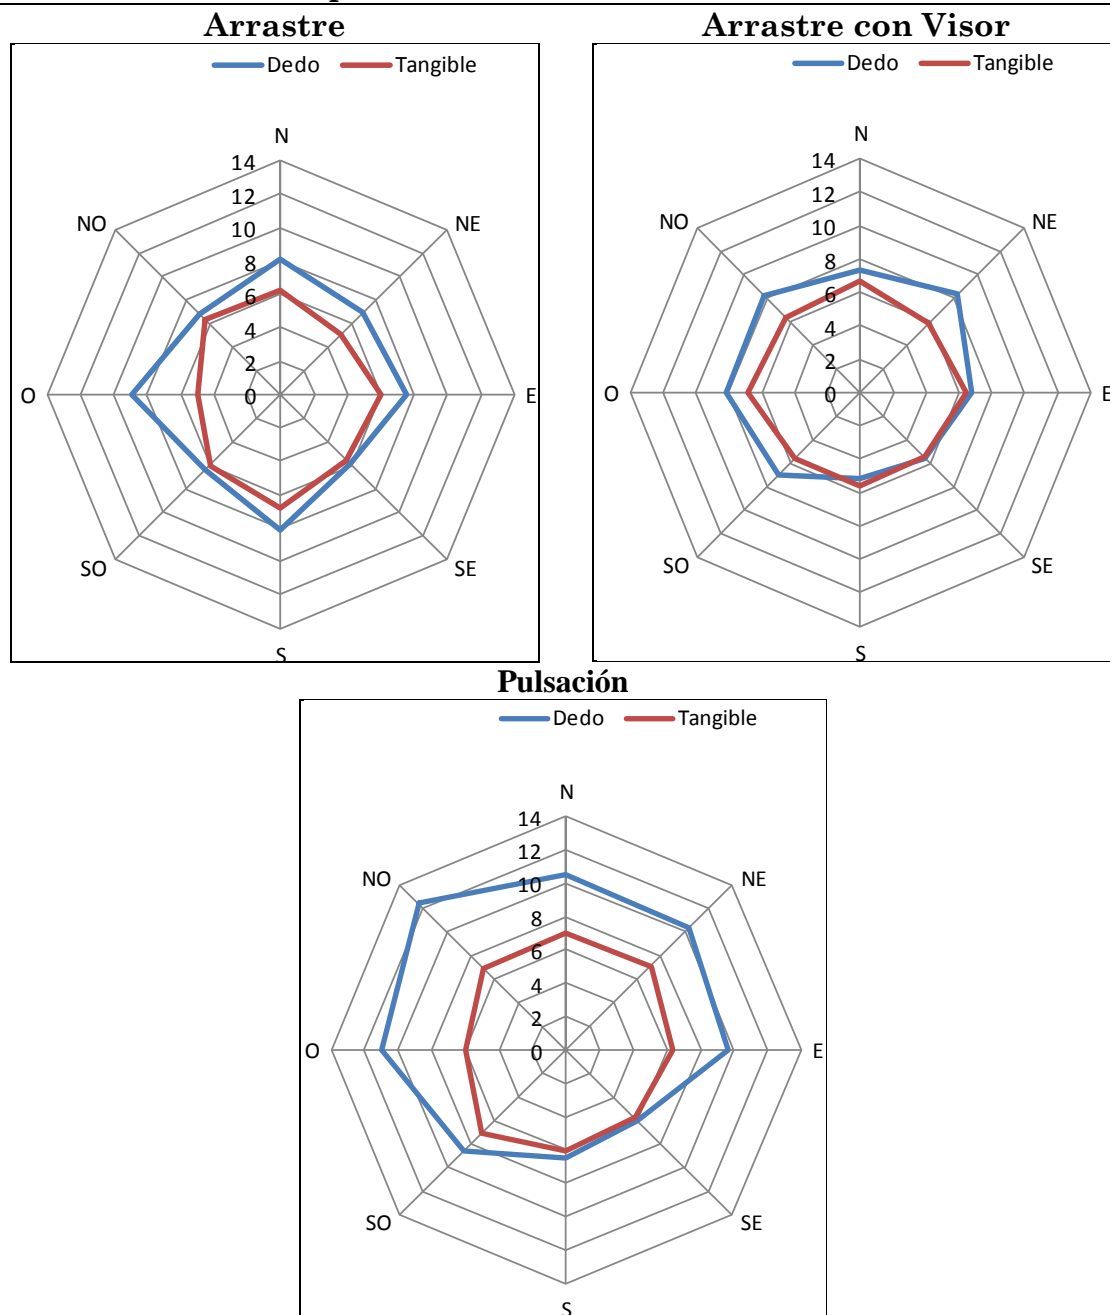 Arrastre
Dedo Tangible
N
14
12
10
8
6
4
2
0
NO
NE
O
E
SO
SE
S
Arrastre con Visor
Dedo Tangible
N
14
12
10
8
6
4
2
0
NO
NE
O
E
SO
SE
S
Pulsación
Dedo Tangible
N
14
12
10
8
6
4
2
0
NO
NE
O
E
SO
SE
S